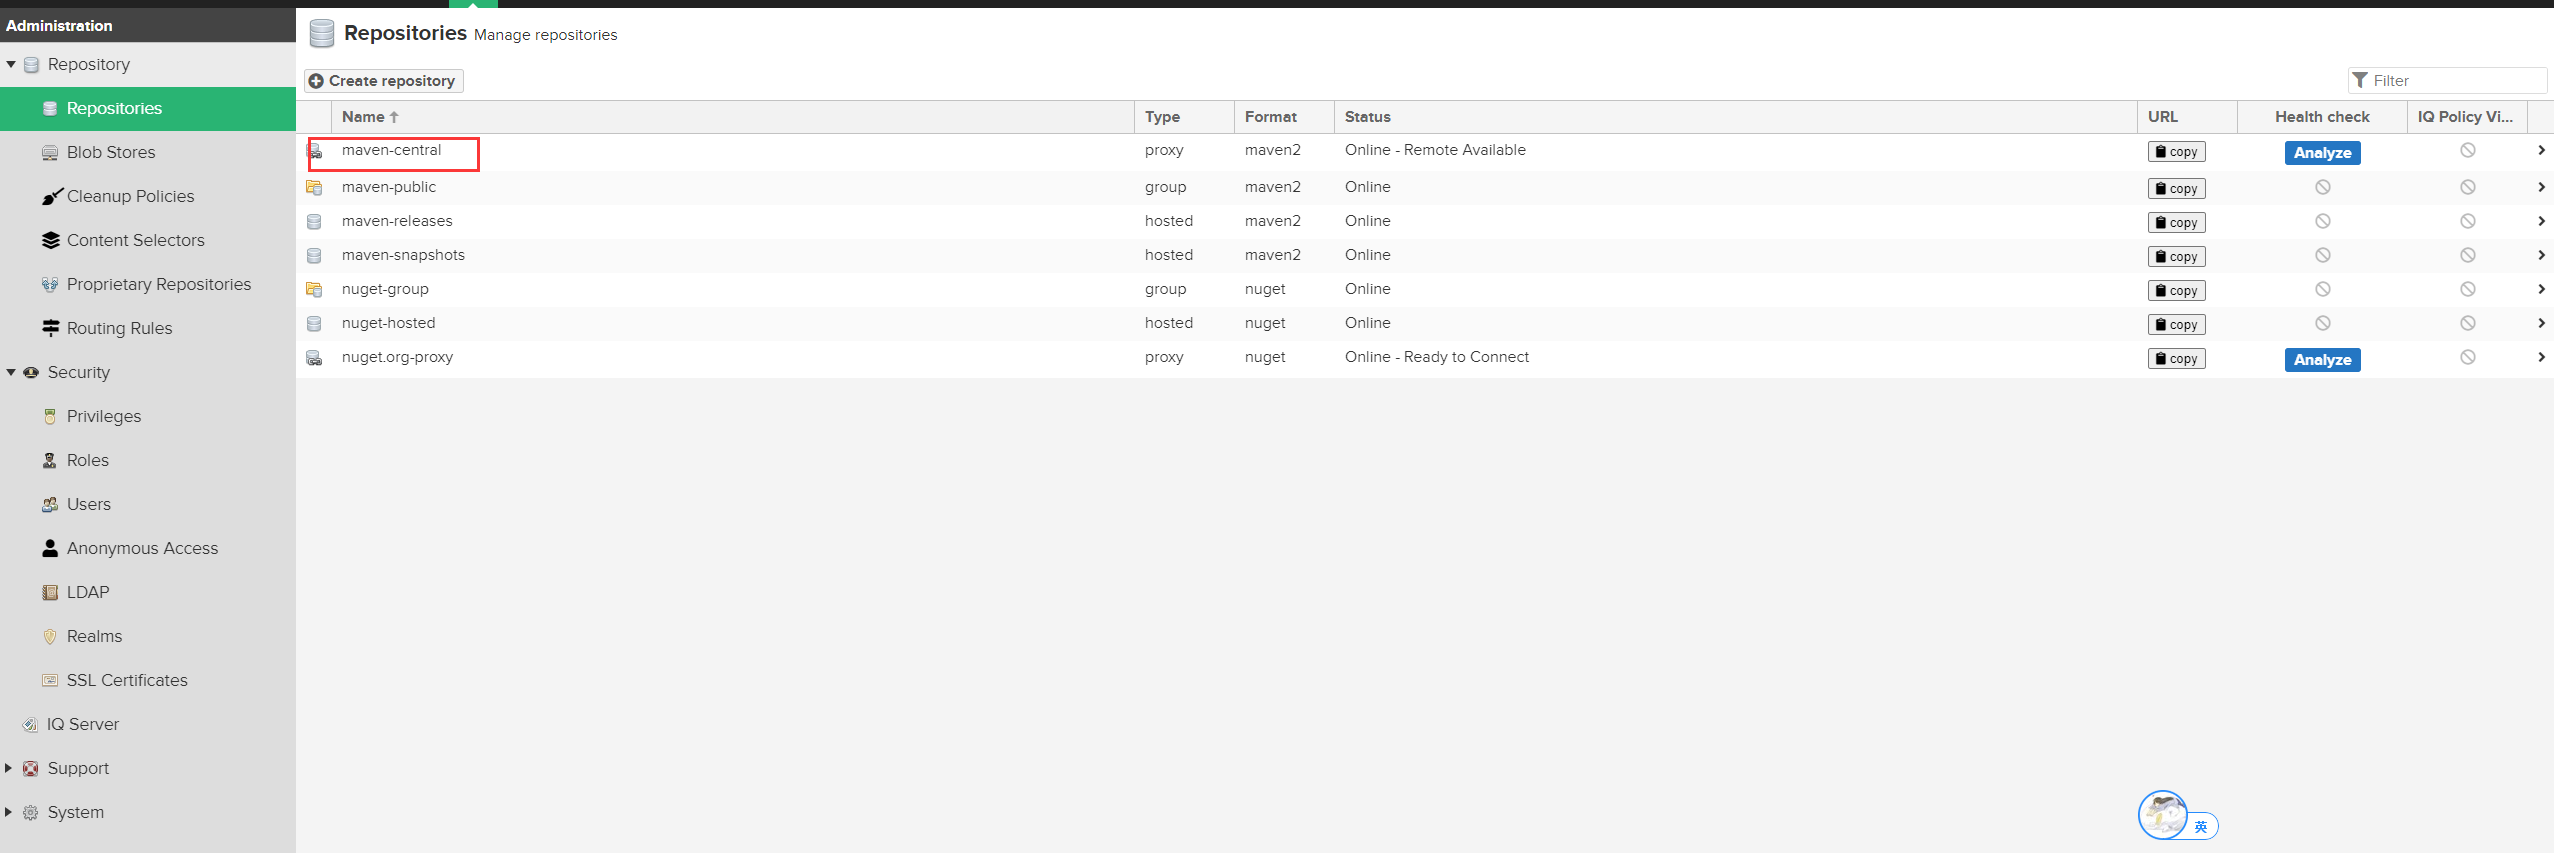 Administration
Repository
Repositories
Blob Stores
Cleanup Policies
Content Selectors
Proprietary Repositories
Routing Rules
Security
Privileges
Roles
Users
Anonymous Access
LDAP
Realms
SSL Certificates
IQ Server
Support
System
Repositories Manage repositories
Create repository
Filter
Name Type Format Status URL Health check IQ Policy Vi...
maven-central proxy maven2 Online - Remote Available copy Analyze
maven-public group maven2 Online copy
maven-releases hosted maven2 Online copy
maven-snapshots hosted maven2 Online copy
nuget-group group nuget Online copy
nuget-hosted hosted nuget Online copy
nuget.org-proxy proxy nuget Online - Ready to Connect copy Analyze
英